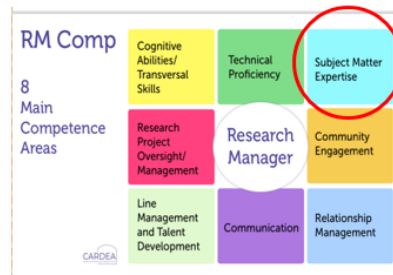 RM Comp
8
Main
Competence
Areas
Cognitive
Abilities/
Transversal
Skills
Technical
Proficiency
Subject Matter
Expertise
Research
Project
Oversight/
Management
Research
Manager
Community
Engagement
Line
Management
and Talent
Development
Communication
Relationship
Management
CARDEA